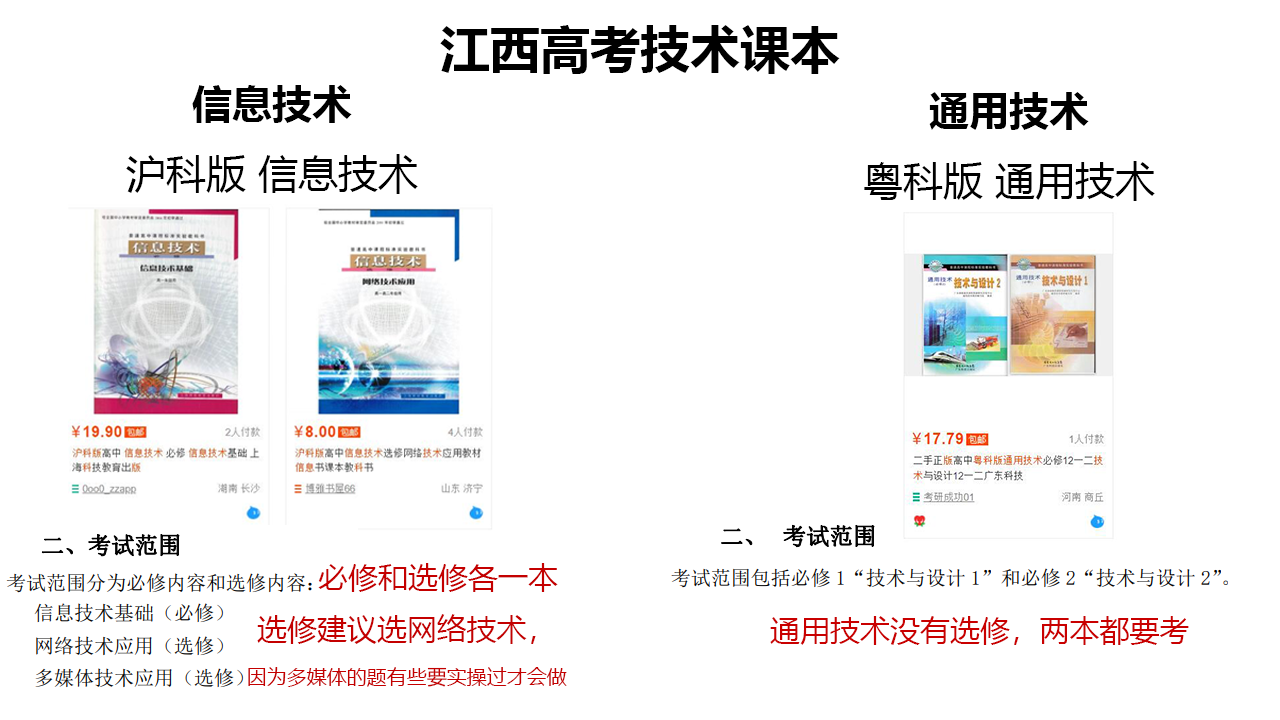 江西高考技术课本
信息技术
沪科版 信息技术
信息技术
信息技术基础
信息技术
网络技术应用
¥19.90 包邮
2人付款
沪科版高中 信息技术 必修 信息技术基础 上
海科技教育出版
0oo0_zzapp
湖南 长沙
¥8.00 包邮
4人付款
沪科版高中信息技术选修网络技术应用教材
信息书课本教科书
博雅书屋66
山东 济宁
二、考试范围
考试范围分为必修内容和选修内容：必修和选修各一本
信息技术基础（必修）
网络技术应用（选修）
选修建议选网络技术，
多媒体技术应用（选修）因为多媒体的题有些要实操过才会做
通用技术
粤科版 通用技术
通用技术
技术与设计2
通用技术
技术与设计1
¥17.79 包邮
1人付款
二手正版高中粤科版通用技术必修12一二技
术与设计12一二广东科技
考研成功01
河南 商丘
二、 考试范围
考试范围包括必修1“技术与设计1”和必修2“技术与设计2”。
通用技术没有选修，两本都要考